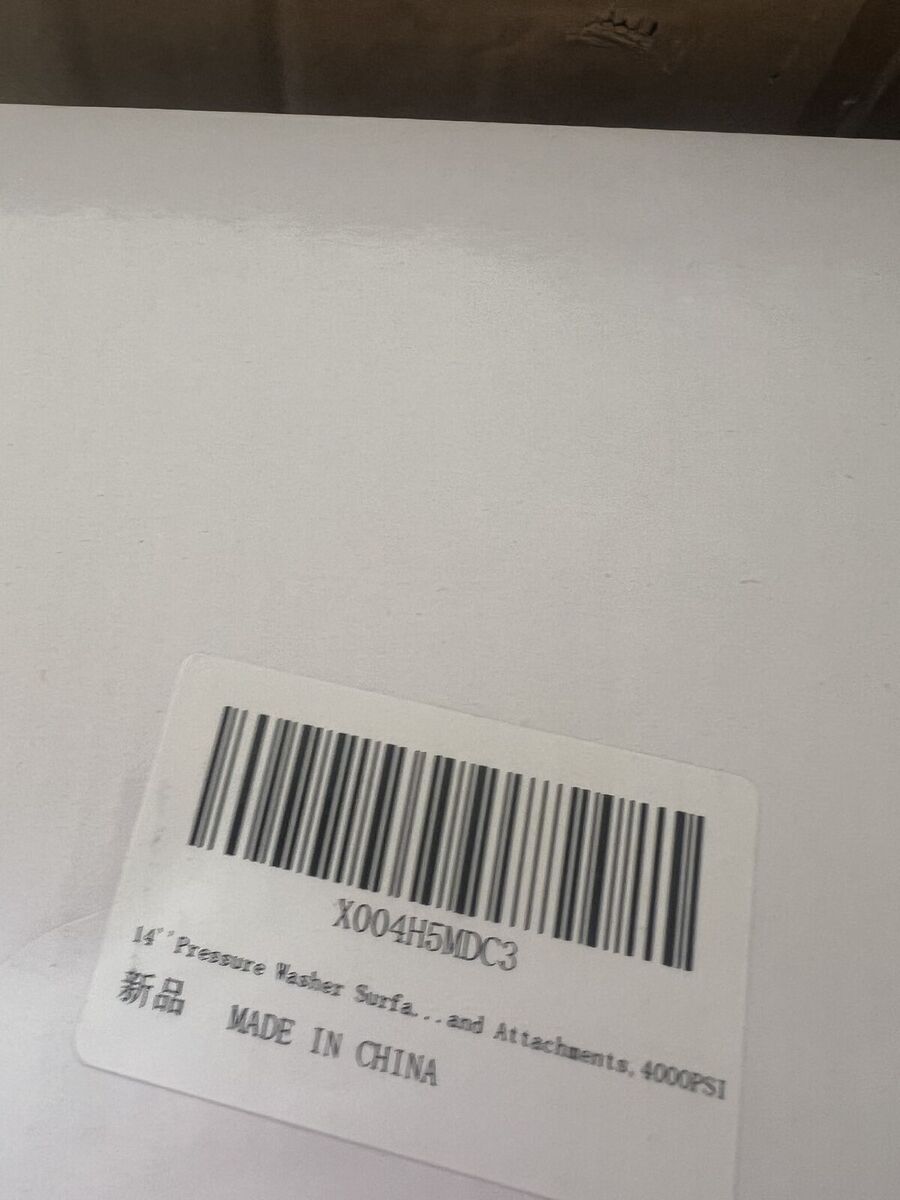 X004H5MDC3
14''Pressure Washer Surfa...and Attachments, 4000PSI
新品 MADE IN CHINA